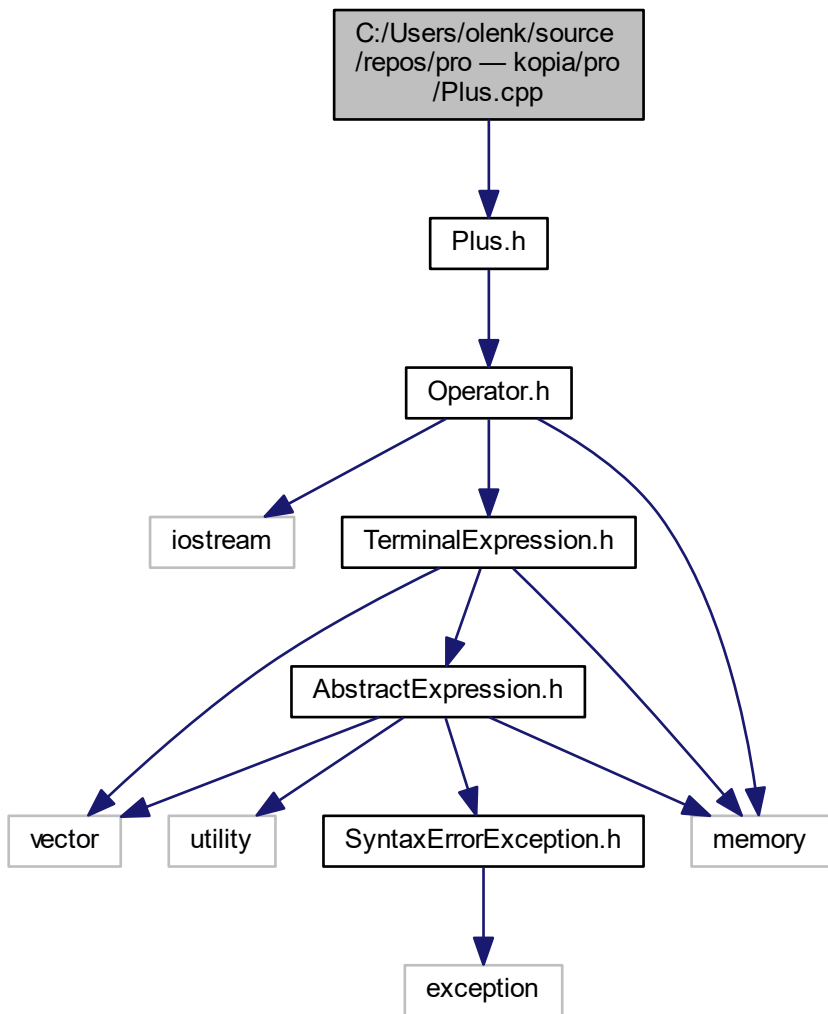 C:/Users/olenk/source
/repos/pro — kopia/pro
/Plus.cpp
Plus.h
Operator.h
iostream
TerminalExpression.h
AbstractExpression.h
vector
utility
SyntaxErrorException.h
memory
exception